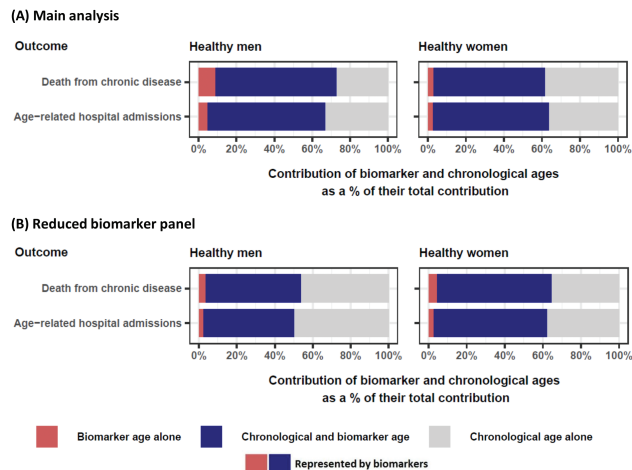 (A) Main analysis
Outcome
Healthy men
Healthy women
Death from chronic disease
Age-related hospital admissions
0% 20% 40% 60% 80% 100%
0% 20% 40% 60% 80% 100%
Contribution of biomarker and chronological ages
as a % of their total contribution
(B) Reduced biomarker panel
Outcome
Healthy men
Healthy women
Death from chronic disease
Age-related hospital admissions
0% 20% 40% 60% 80% 100%
0% 20% 40% 60% 80% 100%
Contribution of biomarker and chronological ages
as a % of their total contribution
Biomarker age alone
Chronological and biomarker age
Chronological age alone
Represented by biomarkers